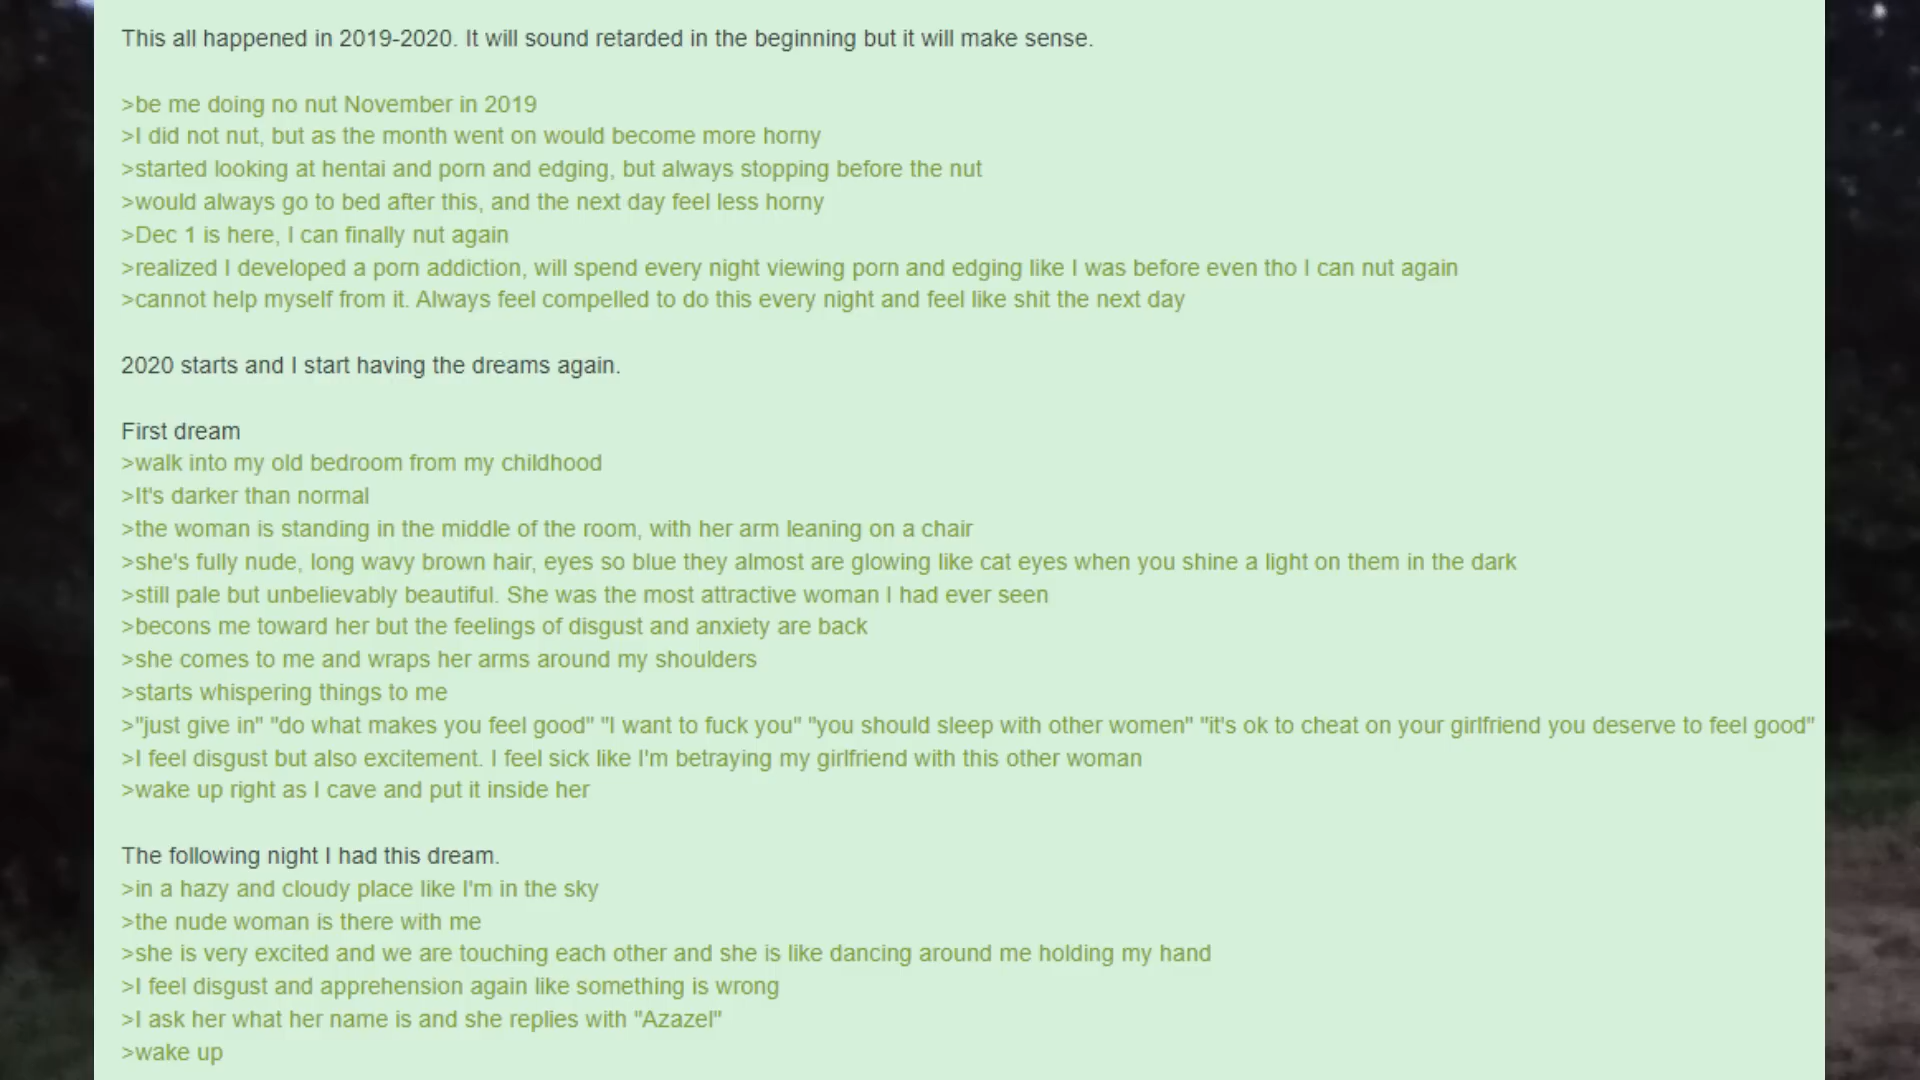 This all happened in 2019-2020. It will sound retarded in the beginning but it will make sense.
>be me doing no nut November in 2019
>I did not nut, but as the month went on would become more horny
>started looking at hentai and porn and edging, but always stopping before the nut
>would always go to bed after this, and the next day feel less horny
>Dec 1 is here, I can finally nut again
>realized I developed a porn addiction, will spend every night viewing porn and edging like I was before even tho I can nut again
>cannot help myself from it. Always feel compelled to do this every night and feel like shit the next day
2020 starts and I start having the dreams again.
First dream
>walk into my old bedroom from my childhood
>It's darker than normal
>the woman is standing in the middle of the room, with her arm leaning on a chair
>she's fully nude, long wavy brown hair, eyes so blue they almost are glowing like cat eyes when you shine a light on them in the dark
>still pale but unbelievably beautiful. She was the most attractive woman I had ever seen
>becons me toward her but the feelings of disgust and anxiety are back
>she comes to me and wraps her arms around my shoulders
>starts whispering things to me
>"just give in" "do what makes you feel good" "I want to fuck you" "you should sleep with other women" "it's ok to cheat on your girlfriend you deserve to feel good"
>I feel disgust but also excitement. I feel sick like I'm betraying my girlfriend with this other woman
>wake up right as I cave and put it inside her
The following night I had this dream.
>in a hazy and cloudy place like I'm in the sky
>the nude woman is there with me
>she is very excited and we are touching each other and she is like dancing around me holding my hand
>I feel disgust and apprehension again like something is wrong
>I ask her what her name is and she replies with "Azazel"
>wake up